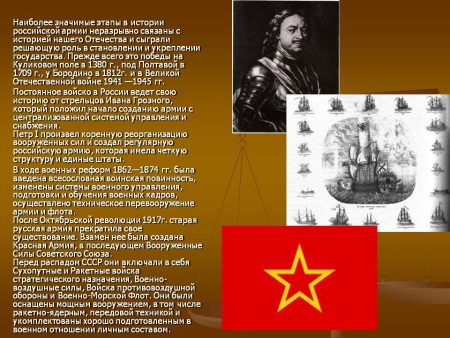 Наиболее значимые этапы в истории
российской армии неразрывно связаны с
историей нашего Отечества и сыграли
решающую роль в становлении и укреплении
государства. Прежде всего это победы на
Куликовом поле в 1380 г., под Полтавой в
1709 г., у Бородино в 1812г. и в Великой
Отечественной войне 1941 —1945 гг.
Постоянное войско в России ведет свою
историю от стрельцов Ивана Грозного,
который положил начало созданию армии с
централизованной системой управления и
снабжения.
Петр I произвел коренную реорганизацию
вооруженных сил и создал регулярную
российскую армию, которая имела четкую
структуру и единые штаты.
В ходе военных реформ 1862—1874 гг. была
введена всесословная воинская повинность,
изменены системы военного управления,
подготовки и обучения военных кадров,
осуществлено техническое перевооружение
армии и флота.
После Октябрьской революции 1917г. старая
русская армия прекратила свое
существование. Взамен нее была создана
Красная Армия, в последующем Вооруженные
Силы Советского Союза.
Перед распадом СССР они включали в себя
Сухопутные и Ракетные войска
стратегического назначения, Военно-
воздушные силы, Войска противовоздушной
обороны и Военно-Морской Флот. Они были
оснащены мощным вооружением, в том числе
ракетно-ядерным, передовой техникой и
укомплектованы хорошо подготовленным в
военном отношении личным составом.